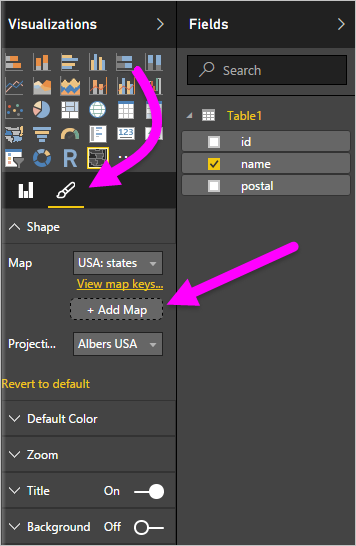 Visualizations
R
123
Shape
Map USA: states
View map keys...
+ Add Map
Projecti... Albers USA
Revert to default
Default Color
Zoom
Title On
Background Off
Fields
Search
Table1
id
name
postal